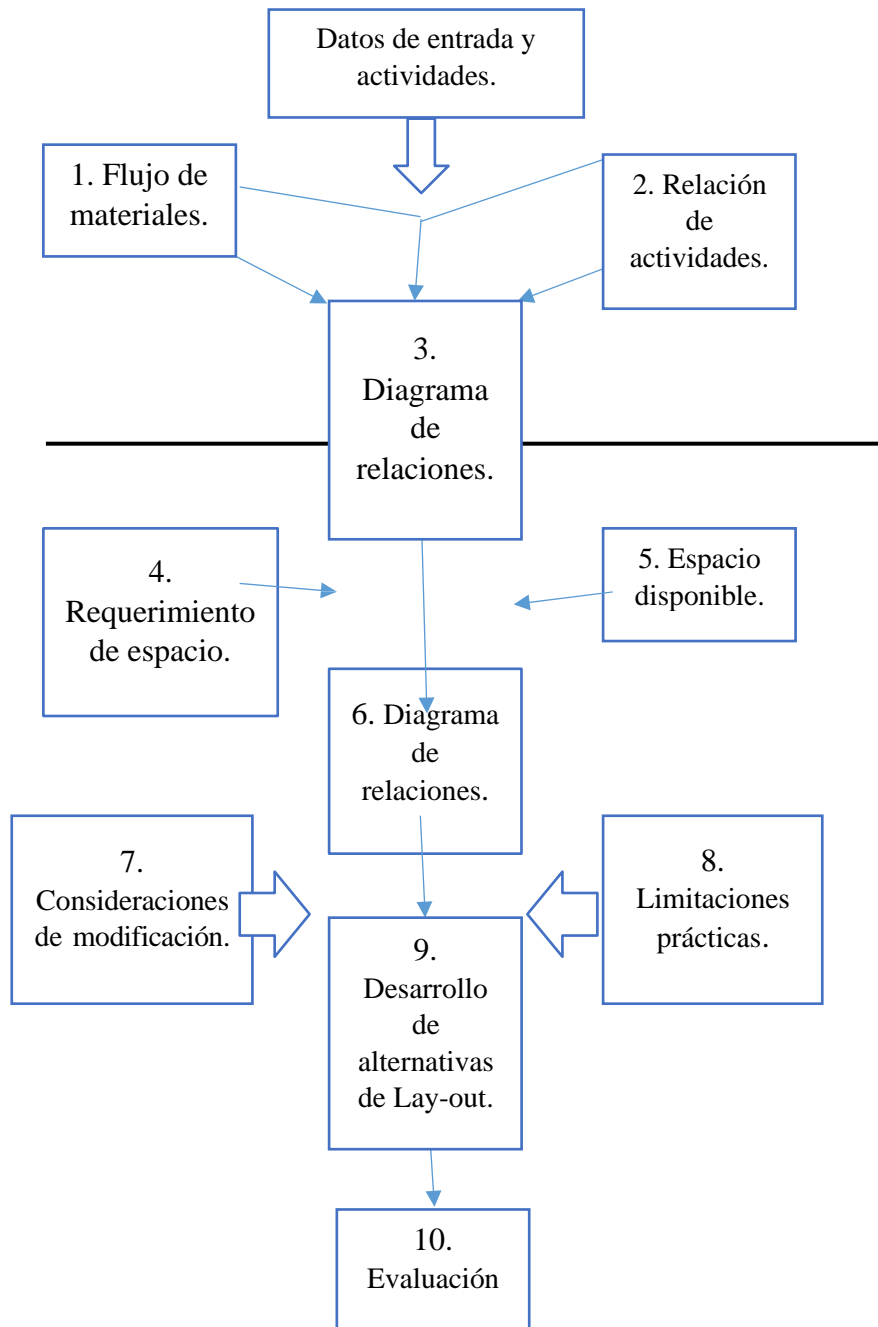 Datos de entrada y
actividades.
1. Flujo de
materiales.
2. Relación
de
actividades.
3.
Diagrama
de
relaciones.
4.
Requerimiento
de espacio.
5. Espacio
disponible.
6. Diagrama
de
relaciones.
7.
Consideraciones
de modificación.
8.
Limitaciones
prácticas.
9.
Desarrollo
de
alternativas
de Lay-out.
10.
Evaluación